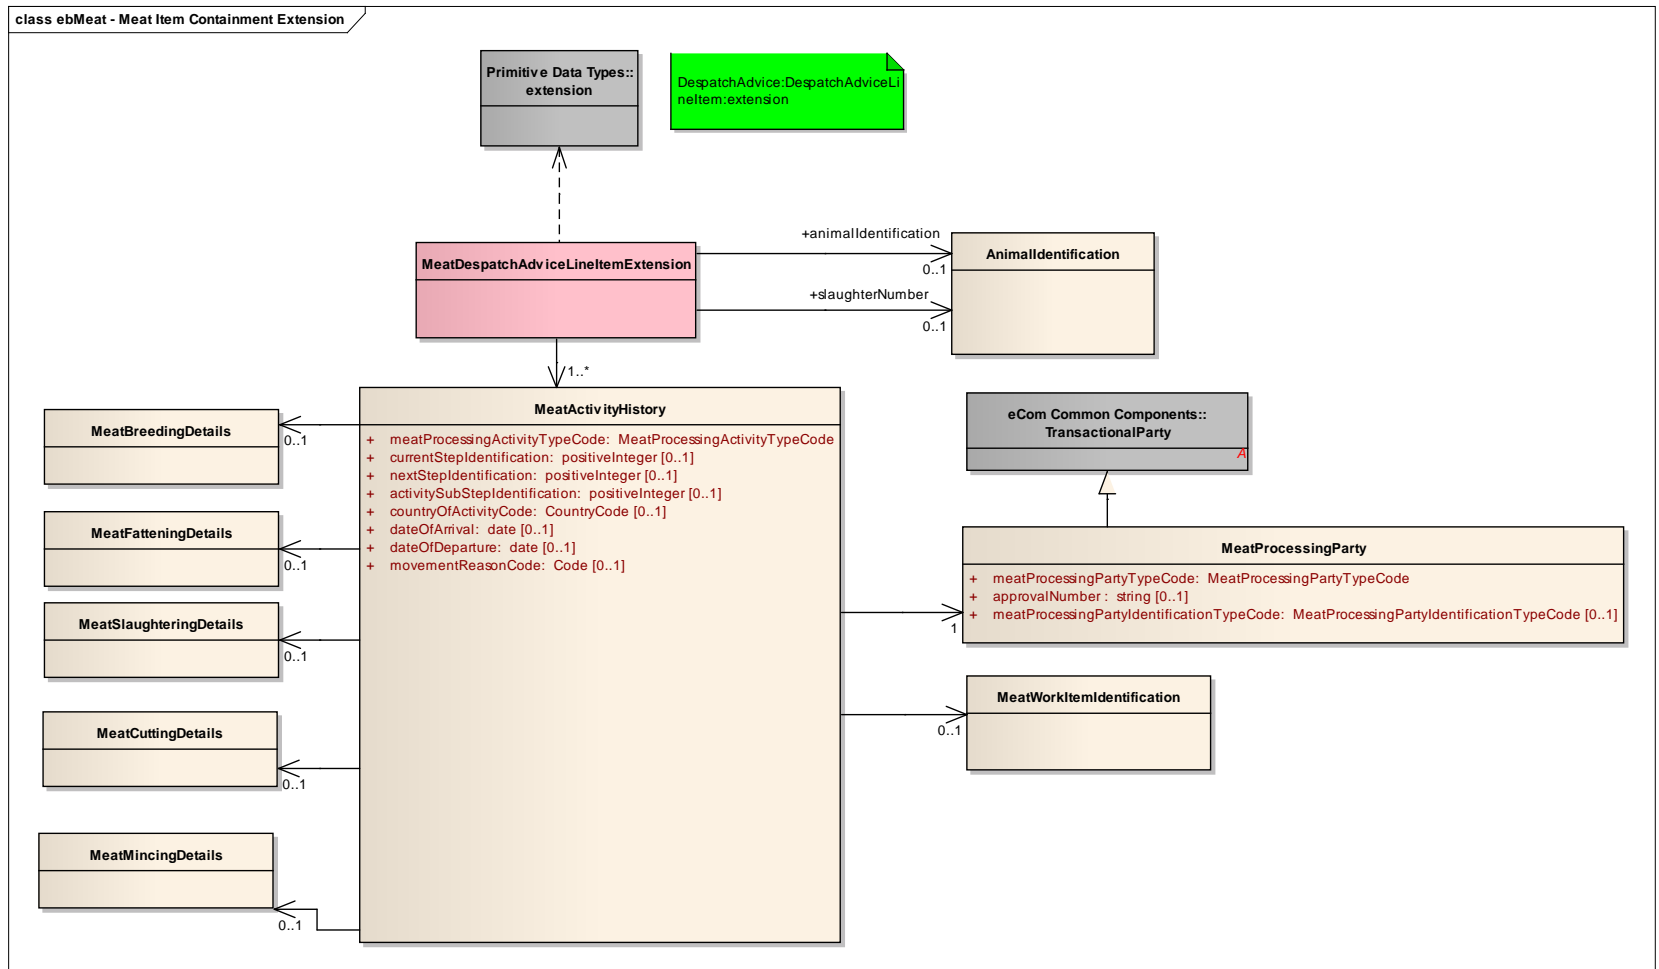 class ebMeat - Meat Item Containment Extension
Primitive Data Types::
extension
DespatchAdvice:DespatchAdviceLi
neItem:extension
MeatDespatchAdviceLineItemExtension
+animalIdentification
0..1
+slaughterNumber
0..1
AnimalIdentification
1..*
MeatActivityHistory
+ meatProcessingActivityTypeCode: MeatProcessingActivityTypeCode
+ currentStepIdentification: positiveInteger [0..1]
+ nextStepIdentification: positiveInteger [0..1]
+ activitySubStepIdentification: positiveInteger [0..1]
+ countryOfActivityCode: CountryCode [0..1]
+ dateOfArrival: date [0..1]
+ dateOfDeparture: date [0..1]
+ movementReasonCode: Code [0..1]
MeatBreedingDetails
0..1
MeatFatteningDetails
0..1
MeatSlaughteringDetails
0..1
MeatCuttingDetails
0..1
MeatMincingDetails
0..1
eCom Common Components::
TransactionalParty
A
MeatProcessingParty
+ meatProcessingPartyTypeCode: MeatProcessingPartyTypeCode
+ approvalNumber: string [0..1]
+ meatProcessingPartyIdentificationTypeCode: MeatProcessingPartyIdentificationTypeCode [0..1]
1
MeatWorkItemIdentification
0..1